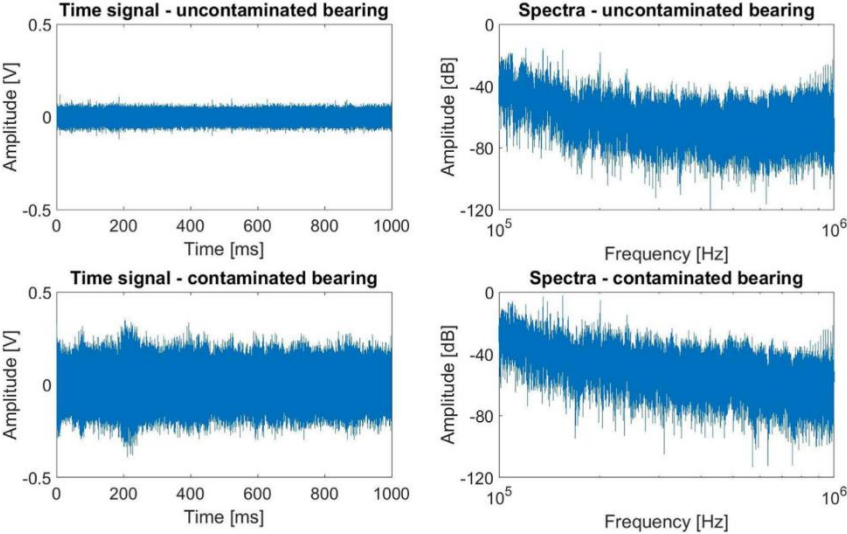 Time signal - uncontaminated bearing
0.5
0
-0.5
Amplitude [V]
0 200 400 600 800 1000
Time [ms]
Spectra - uncontaminated bearing
0
-40
-80
-120
Amplitude [dB]
10^5 10^6
Frequency [Hz]
Time signal - contaminated bearing
0.5
0
-0.5
Amplitude [V]
0 200 400 600 800 1000
Time [ms]
Spectra - contaminated bearing
0
-40
-80
-120
Amplitude [dB]
10^5 10^6
Frequency [Hz]